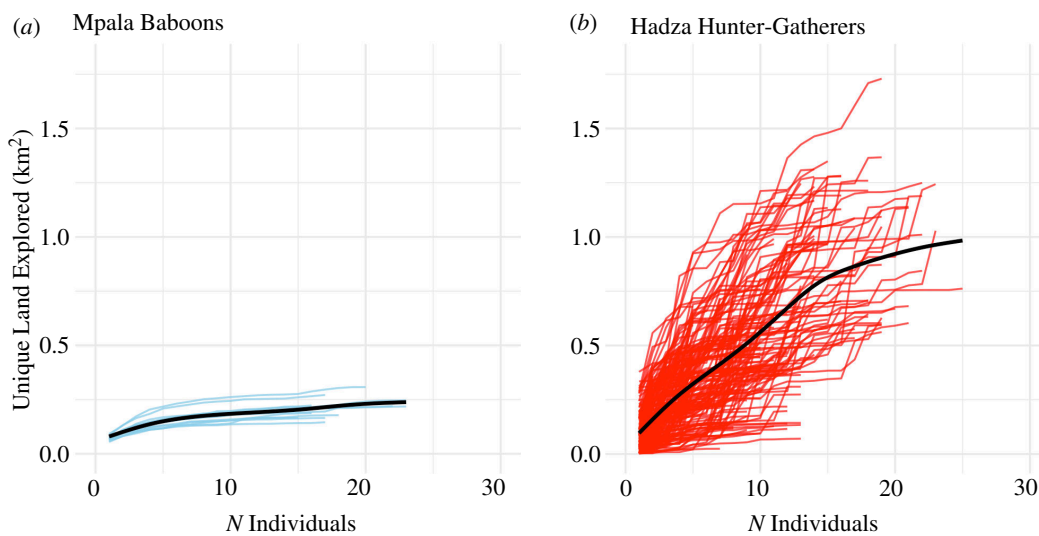 (a) Mpala Baboons
(b) Hadza Hunter-Gatherers
Unique Land Explored (km²)
1.5
1.0
0.5
0.0
0 10 20 30
N Individuals
1.5
1.0
0.5
0.0
0 10 20 30
N Individuals